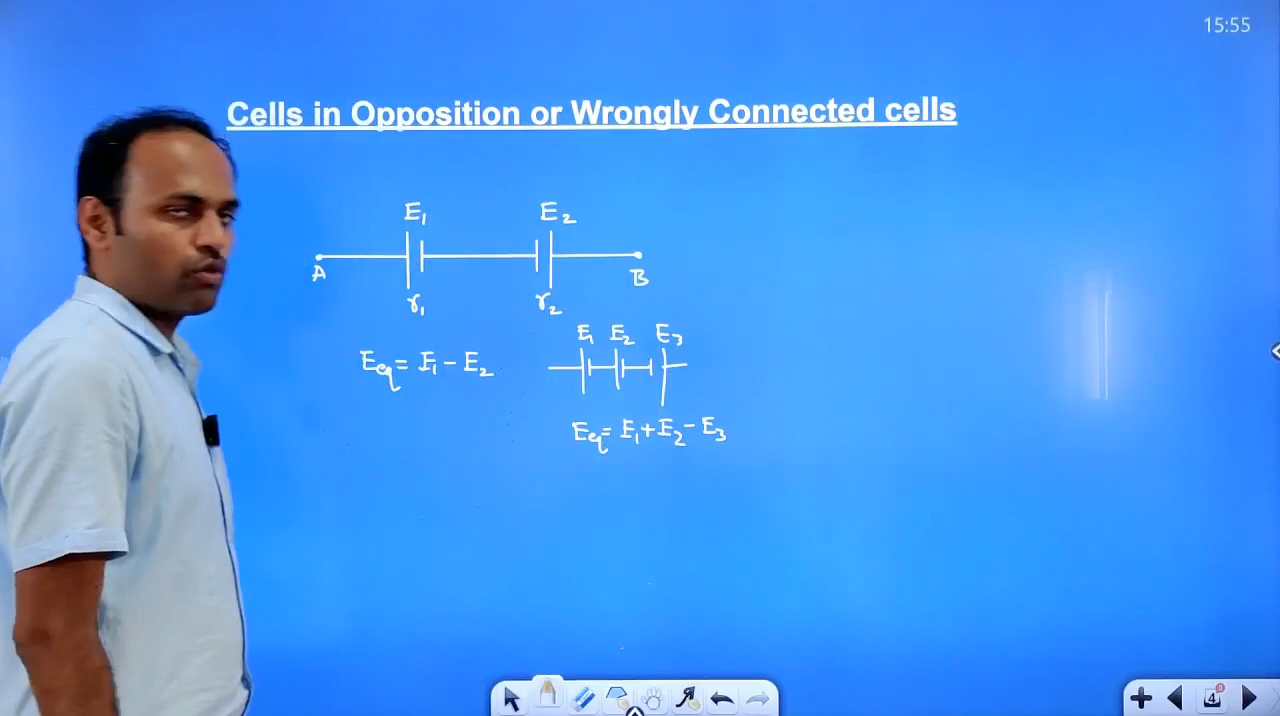 15:55
Cells in Opposition or Wrongly Connected cells
E₁ E₂
A B
r₁ r₂
E₁ E₂ E₃
Eeq = E₁ - E₂
Eeq = E₁ + E₂ - E₃
4